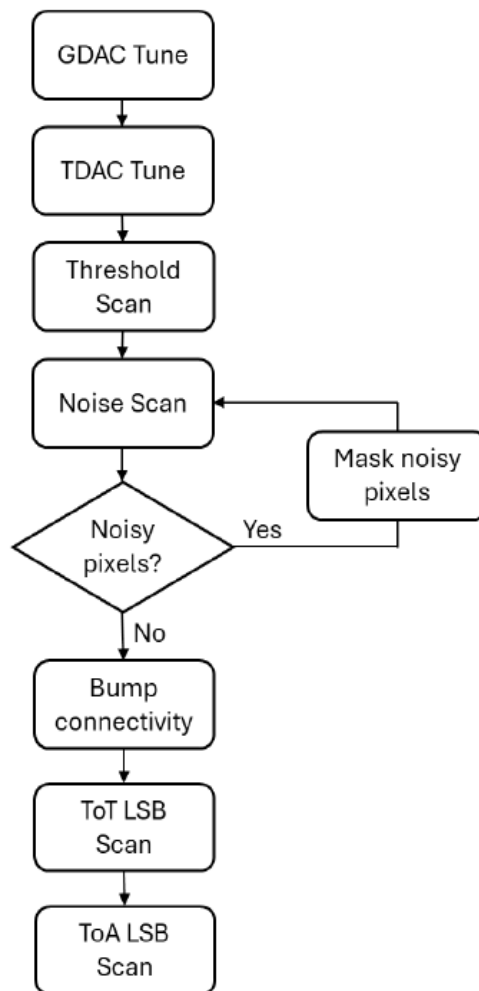 GDAC Tune
TDAC Tune
Threshold
Scan
Noise Scan
Mask noisy
pixels
Noisy
pixels?
Yes
No
Bump
connectivity
ToT LSB
Scan
ToA LSB
Scan